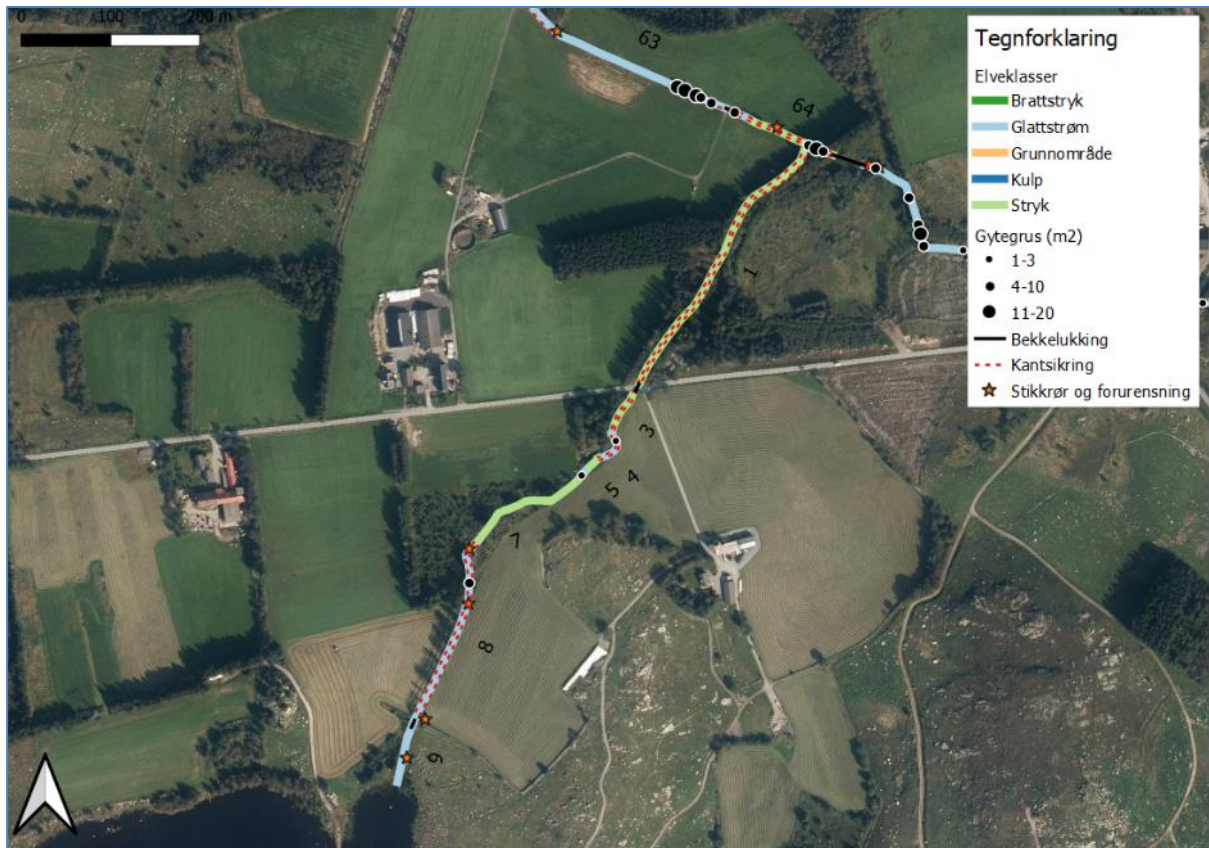 0 100 200 m
63
64
1
3
4
5
7
8
9
Tegnforklaring
Elveklasser
Brattstryk
Glattstrøm
Grunnområde
Kulp
Stryk
Gytegrus (m2)
1-3
4-10
11-20
Bekkelukking
Kantsikring
Stikkrør og forurensning